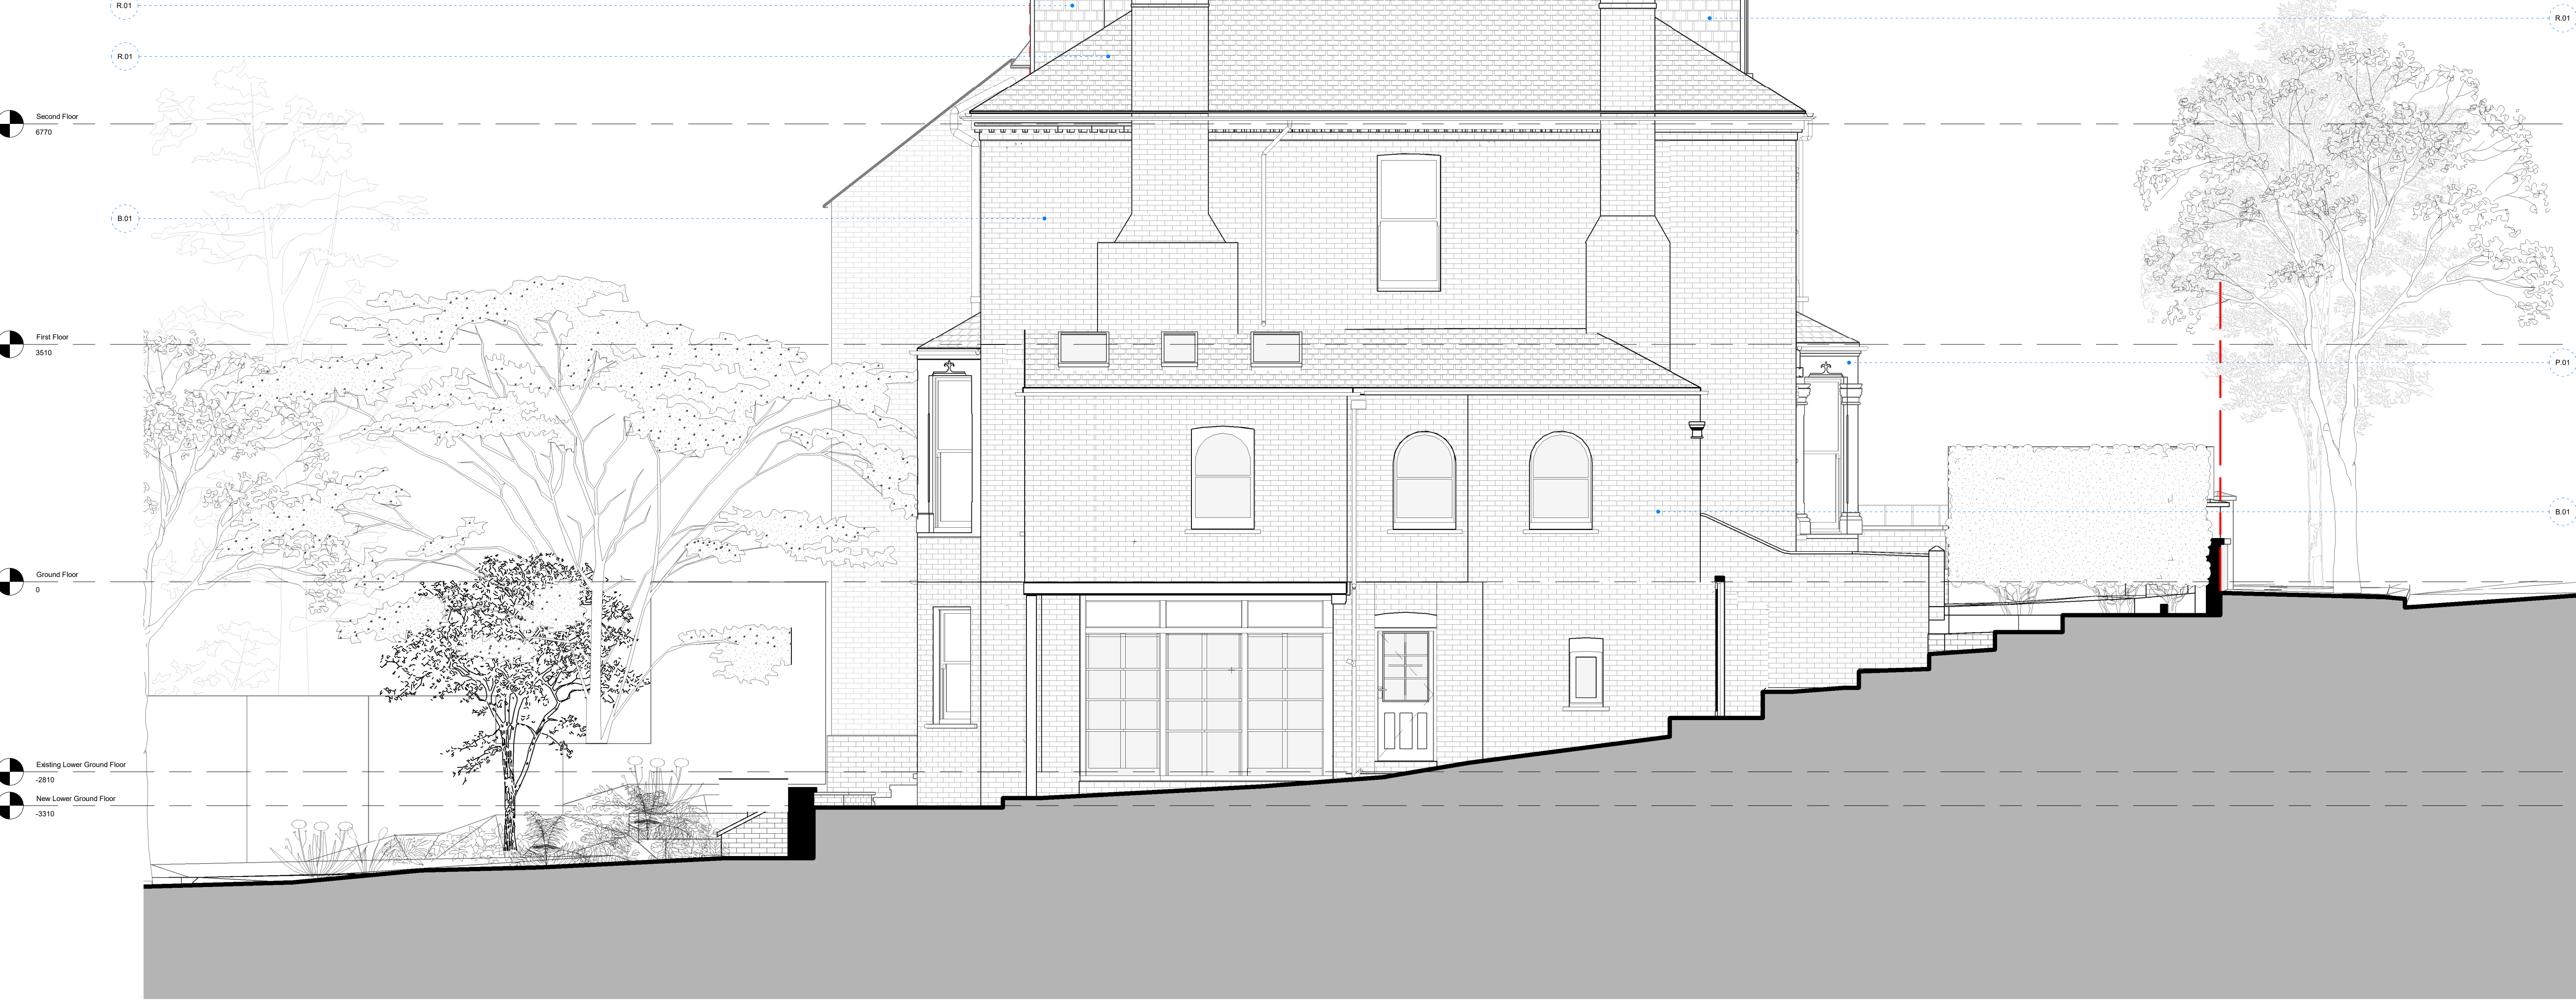 R.01
R.01
R.01
Second Floor
6770
B.01
First Floor
3510
P.01
B.01
Ground Floor
0
Existing Lower Ground Floor
-2810
New Lower Ground Floor
-3310